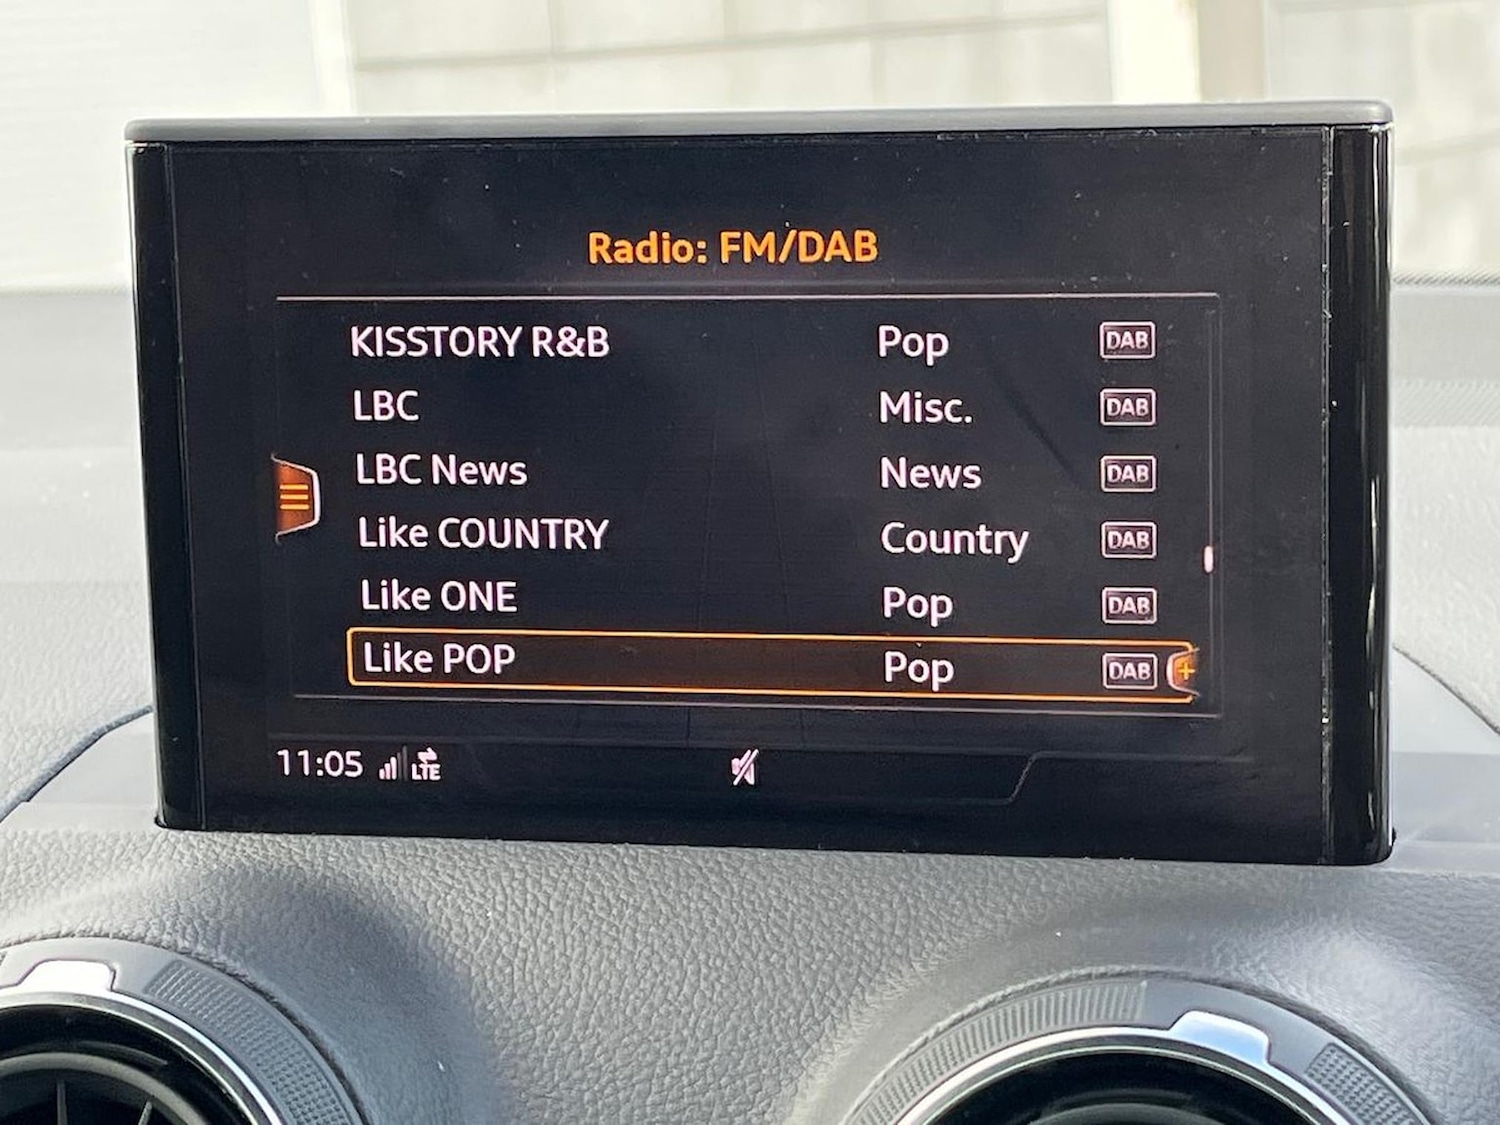 Radio: FM/DAB
KISSTORY R&B Pop DAB
LBC Misc. DAB
LBC News News DAB
Like COUNTRY Country DAB
Like ONE Pop DAB
Like POP Pop DAB +
11:05 LTE